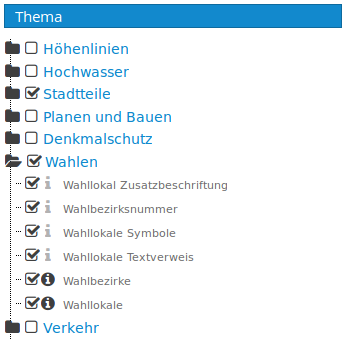 Thema
Höhenlinien
Hochwasser
Stadtteile
Planen und Bauen
Denkmalschutz
Wahlen
Wahllokal Zusatzbeschriftung
Wahlbezirksnummer
Wahllokale Symbole
Wahllokale Textverweis
Wahlbezirke
Wahllokale
Verkehr